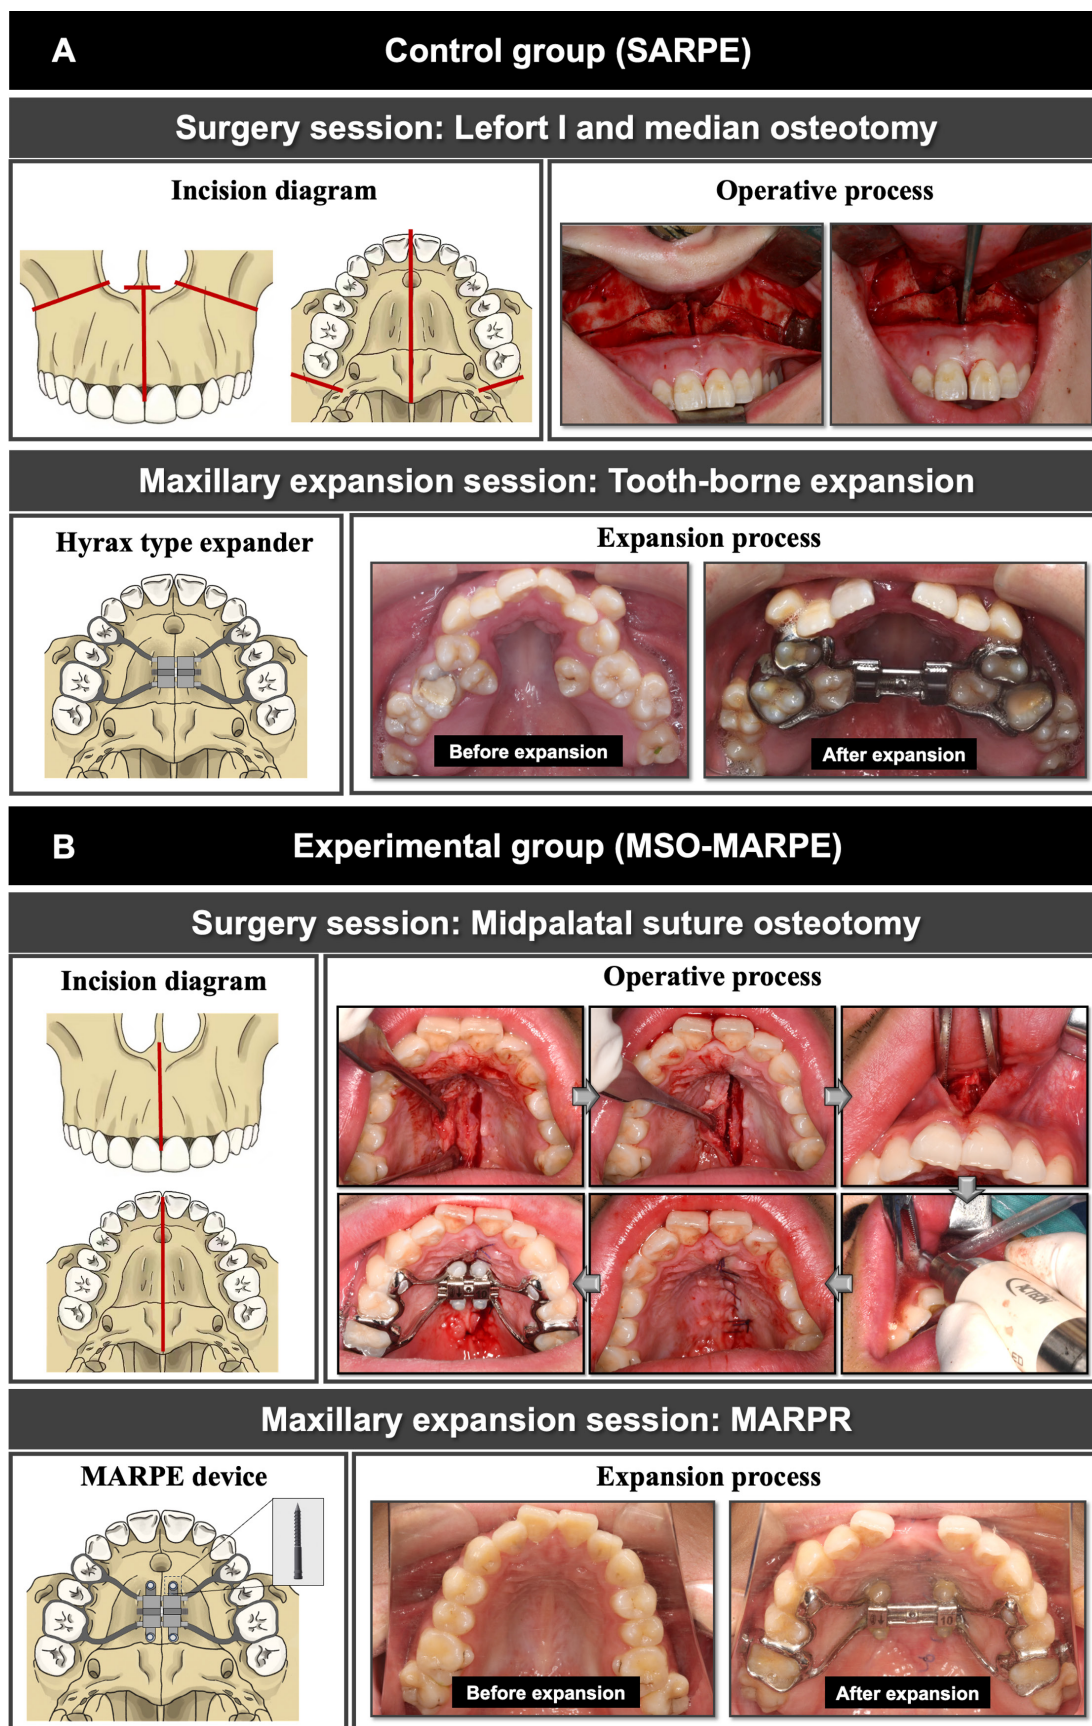 A
Control group (SARPE)
Surgery session: Lefort I and median osteotomy
Incision diagram
Operative process
Maxillary expansion session: Tooth-borne expansion
Hyrax type expander
Expansion process
Before expansion
After expansion
B
Experimental group (MSO-MARPE)
Surgery session: Midpalatal suture osteotomy
Incision diagram
Operative process
ACTEON
Maxillary expansion session: MARPR
MARPE device
Expansion process
10
Before expansion
After expansion